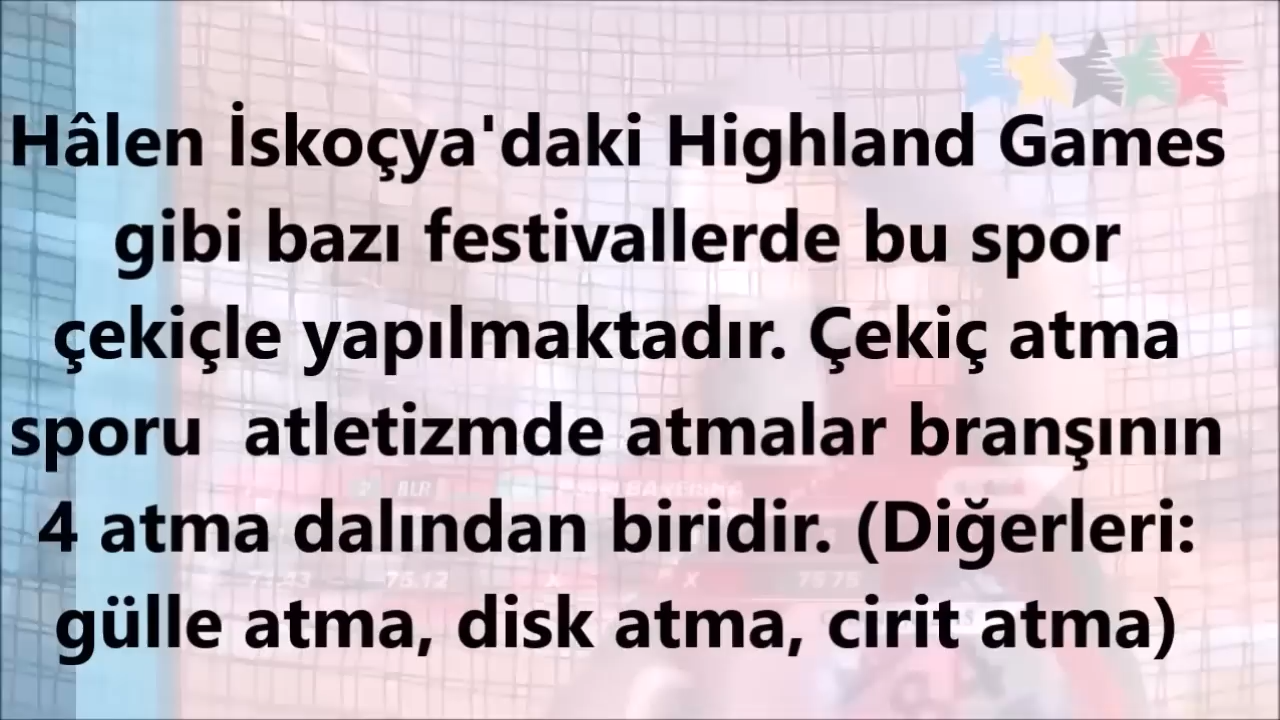 Hâlen İskoçya'daki Highland Games
gibi bazı festivallerde bu spor
çekiçle yapılmaktadır. Çekiç atma
sporu atletizmde atmalar branşının
4 atma dalından biridir. (Diğerleri:
gülle atma, disk atma, cirit atma)